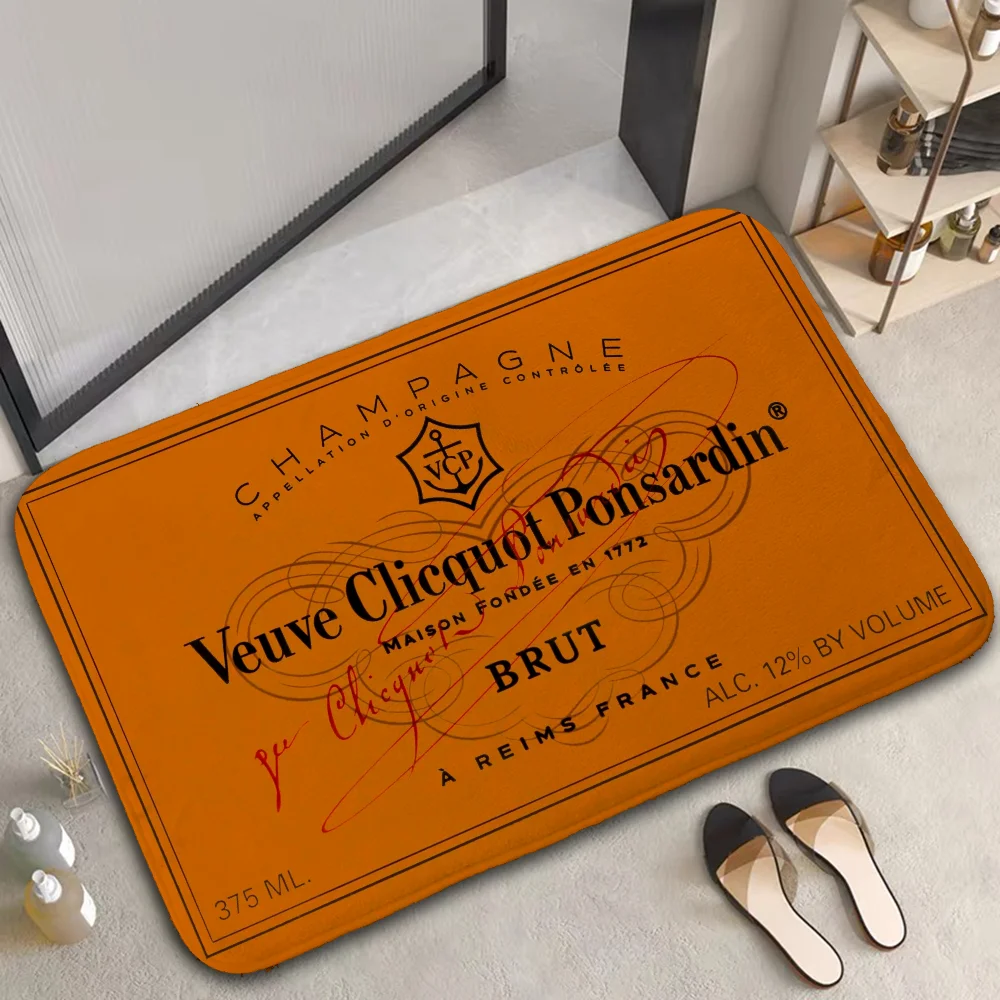 CHAMPAGNE
APPELLATION D'ORIGINE CONTRÔLÉE
VCP
Veuve Clicquot Ponsardin®
MAISON FONDÉE EN 1772
BRUT
À REIMS FRANCE
ALC. 12% BY VOLUME
375 ML.